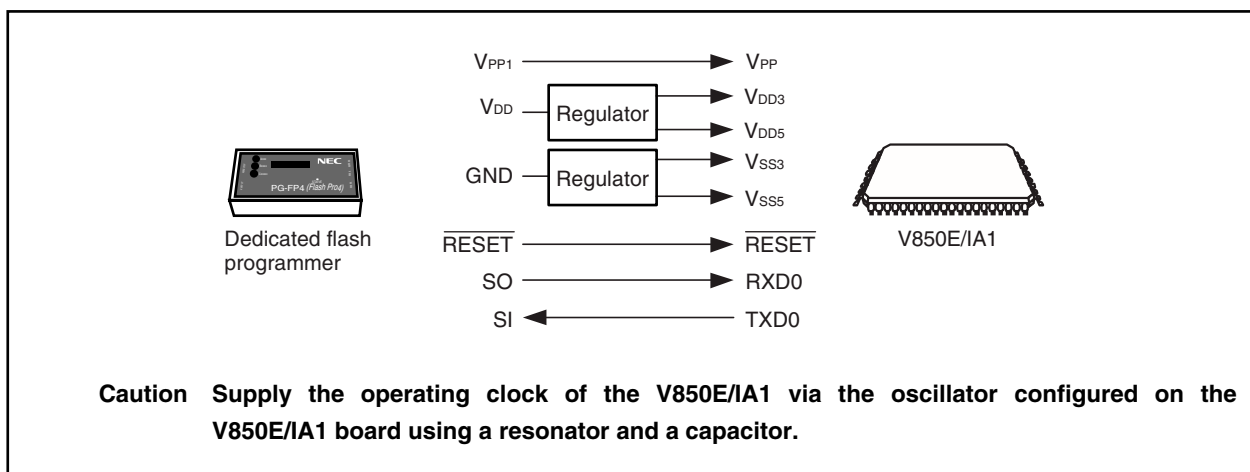 VPP1 VPP
VDD Regulator VDD3
VDD5
GND Regulator VSS3
VSS5
NEC
PG-FP4 (Flash Pro4)
Dedicated flash
programmer
RESET RESET
V850E/IA1
SO RXD0
SI TXD0
Caution Supply the operating clock of the V850E/IA1 via the oscillator configured on the
V850E/IA1 board using a resonator and a capacitor.